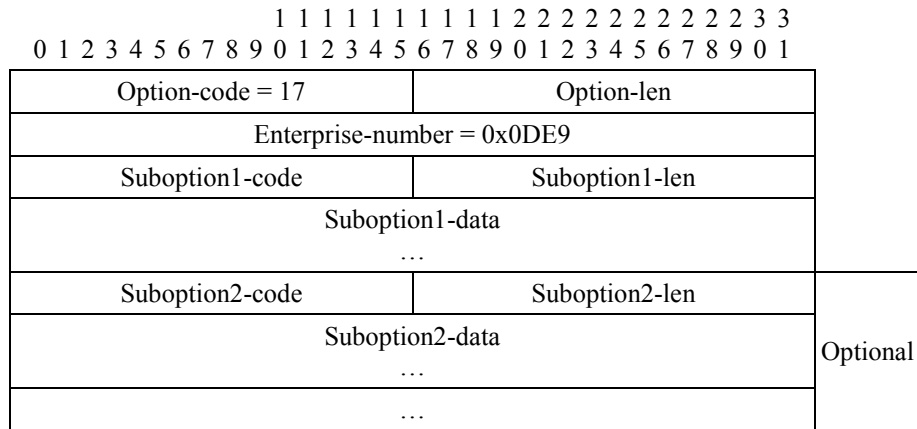 1 1 1 1 1 1 1 1 1 1 2 2 2 2 2 2 2 2 2 2 3 3
0 1 2 3 4 5 6 7 8 9 0 1 2 3 4 5 6 7 8 9 0 1 2 3 4 5 6 7 8 9 0 1
Option-code = 17 Option-len
Enterprise-number = 0x0DE9
Suboption1-code Suboption1-len
Suboption1-data
…
Suboption2-code Suboption2-len
Suboption2-data
Optional
…
…